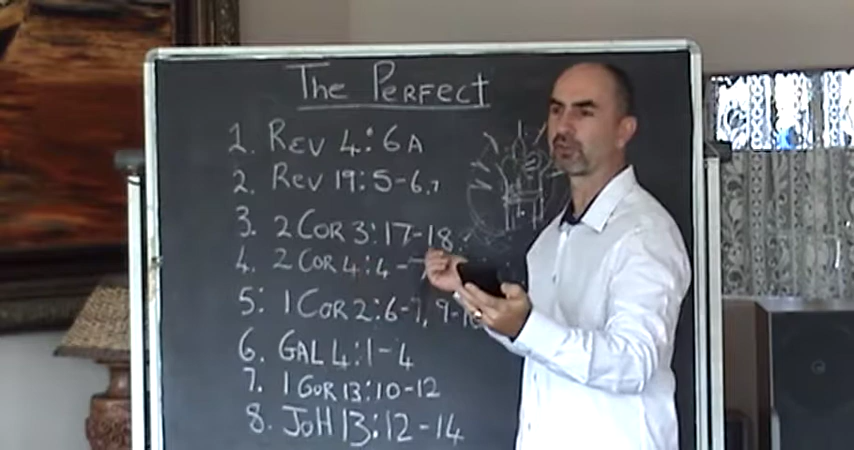 The PERFECT
1. REV 4:6A
2. REV 19:5-6,7
3. 2 COR 3:17-18
4. 2 COR 4:4-
5. 1 COR 2:6-7, 9-10
6. GAL 4:1-4
7. 1 COR 13:10-12
8. JOH 13:12-14